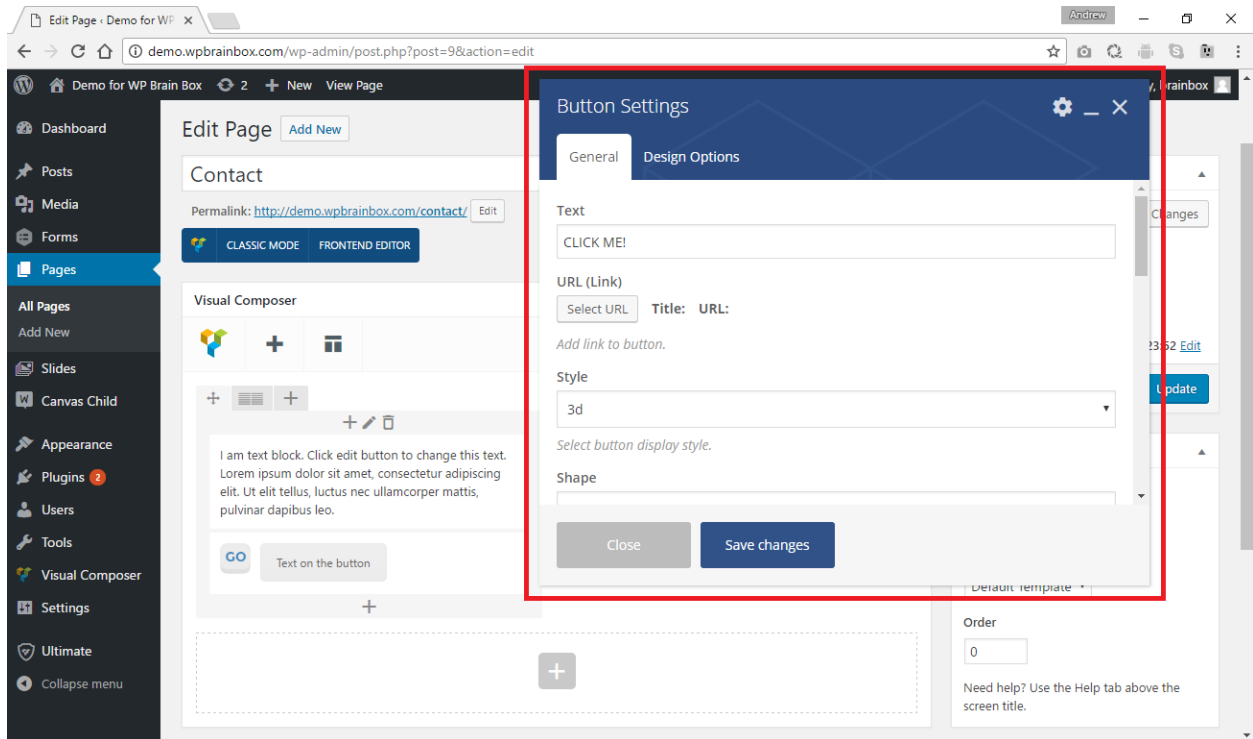 Edit Page ‹ Demo for WP
Andrew
demo.wpbrainbox.com/wp-admin/post.php?post=9&action=edit
Demo for WP Brain Box 2 New View Page
y, brainbox
Dashboard
Posts
Media
Forms
Pages
All Pages
Add New
Slides
Canvas Child
Appearance
Plugins 2
Users
Tools
Visual Composer
Settings
Ultimate
Collapse menu
Edit Page Add New
Contact
Permalink: http://demo.wpbrainbox.com/contact/ Edit
CLASSIC MODE FRONTEND EDITOR
Visual Composer
I am text block. Click edit button to change this text.
Lorem ipsum dolor sit amet, consectetur adipiscing
elit. Ut elit tellus, luctus nec ullamcorper mattis,
pulvinar dapibus leo.
GO Text on the button
Button Settings
General Design Options
Text
CLICK ME!
URL (Link)
Select URL Title: URL:
Add link to button.
Style
3d
Select button display style.
Shape
Close Save changes
Changes
Edit
Update
Default Template
Order
0
Need help? Use the Help tab above the
screen title.